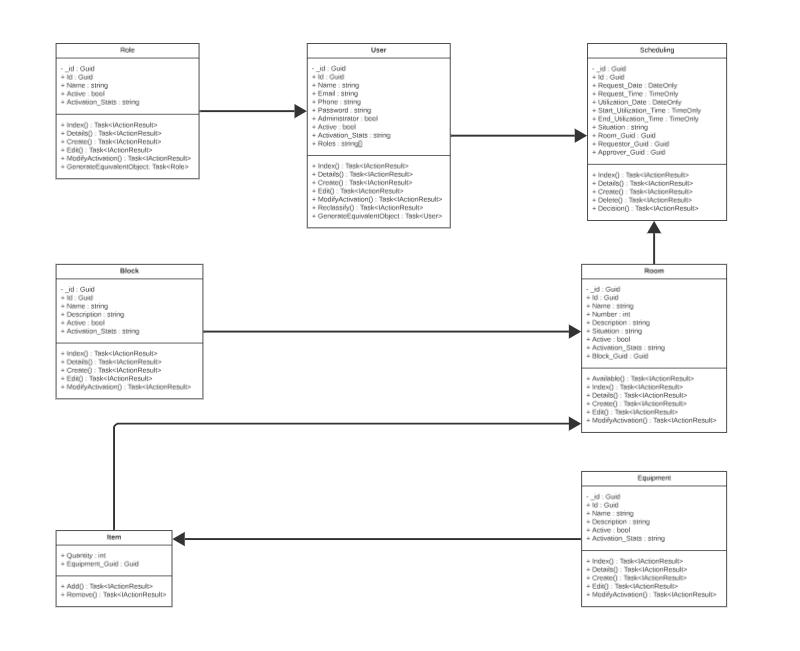 Role
- _id : Guid
+ Id : Guid
+ Name : string
+ Active : bool
+ Activation_Stats : string
+ Index() : Task<IActionResult>
+ Details() : Task<IActionResult>
+ Create() : Task<IActionResult>
+ Edit() : Task<IActionResult>
+ ModifyActivation() : Task<IActionResult>
+ GenerateEquivalentObject: Task<Role>
User
- _id : Guid
+ Id : Guid
+ Name : string
+ Email : string
+ Phone : string
+ Password : string
+ Administrator : bool
+ Active : bool
+ Activation_Stats : string
+ Roles : string[]
+ Index() : Task<IActionResult>
+ Details() : Task<IActionResult>
+ Create() : Task<IActionResult>
+ Edit() : Task<IActionResult>
+ ModifyActivation() : Task<IActionResult>
+ Reclassify() : Task<IActionResult>
+ GenerateEquivalentObject : Task<User>
Scheduling
- _id : Guid
+ Id : Guid
+ Request_Date : DateOnly
+ Request_Time : TimeOnly
+ Utilization_Date : DateOnly
+ Start_Utilization_Time : TimeOnly
+ End_Utilization_Time : TimeOnly
+ Situation : string
+ Room_Guid : Guid
+ Requestor_Guid : Guid
+ Approver_Guid : Guid
+ Index() : Task<IActionResult>
+ Details() : Task<IActionResult>
+ Create() : Task<IActionResult>
+ Delete() : Task<IActionResult>
+ Decision() : Task<IActionResult>
Block
- _id : Guid
+ Id : Guid
+ Name : string
+ Description : string
+ Active : bool
+ Activation_Stats : string
+ Index() : Task<IActionResult>
+ Details() : Task<IActionResult>
+ Create() : Task<IActionResult>
+ Edit() : Task<IActionResult>
+ ModifyActivation() : Task<IActionResult>
Room
- _id : Guid
+ Id : Guid
+ Name : string
+ Number : int
+ Description : string
+ Situation : string
+ Active : bool
+ Activation_Stats : string
+ Block_Guid : Guid
+ Available() : Task<IActionResult>
+ Index() : Task<IActionResult>
+ Details() : Task<IActionResult>
+ Create() : Task<IActionResult>
+ Edit() : Task<IActionResult>
+ ModifyActivation() : Task<IActionResult>
Item
+ Quantity : int
+ Equipment_Guid : Guid
+ Add() : Task<IActionResult>
+ Remove() : Task<IActionResult>
Equipment
- _id : Guid
+ Id : Guid
+ Name : string
+ Description : string
+ Active : bool
+ Activation_Stats : string
+ Index() : Task<IActionResult>
+ Details() : Task<IActionResult>
+ Create() : Task<IActionResult>
+ Edit() : Task<IActionResult>
+ ModifyActivation() : Task<IActionResult>